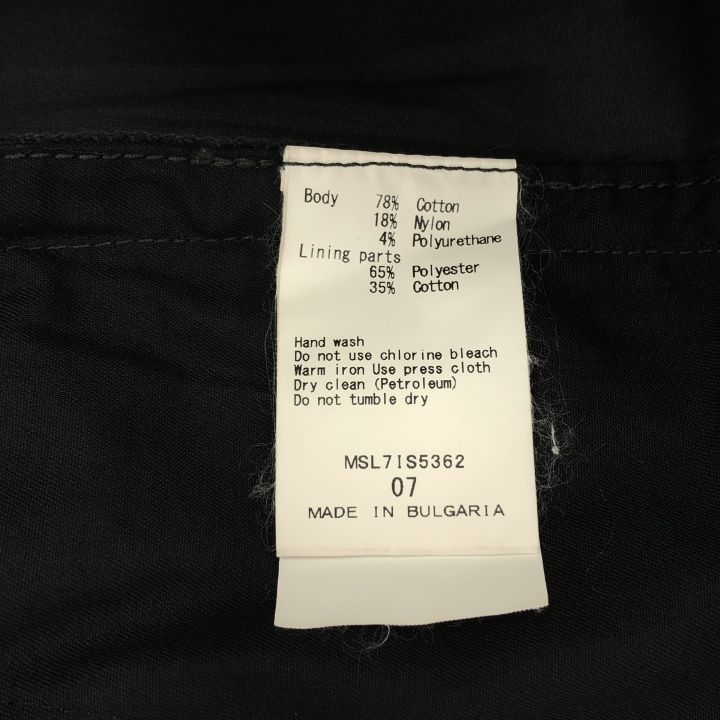 Body 78% Cotton
18% Nylon
4% Polyurethane
Lining parts
65% Polyester
35% Cotton
Hand wash
Do not use chlorine bleach
Warm iron Use press cloth
Dry clean (Petroleum)
Do not tumble dry
MSL7IS5362
07
MADE IN BULGARIA